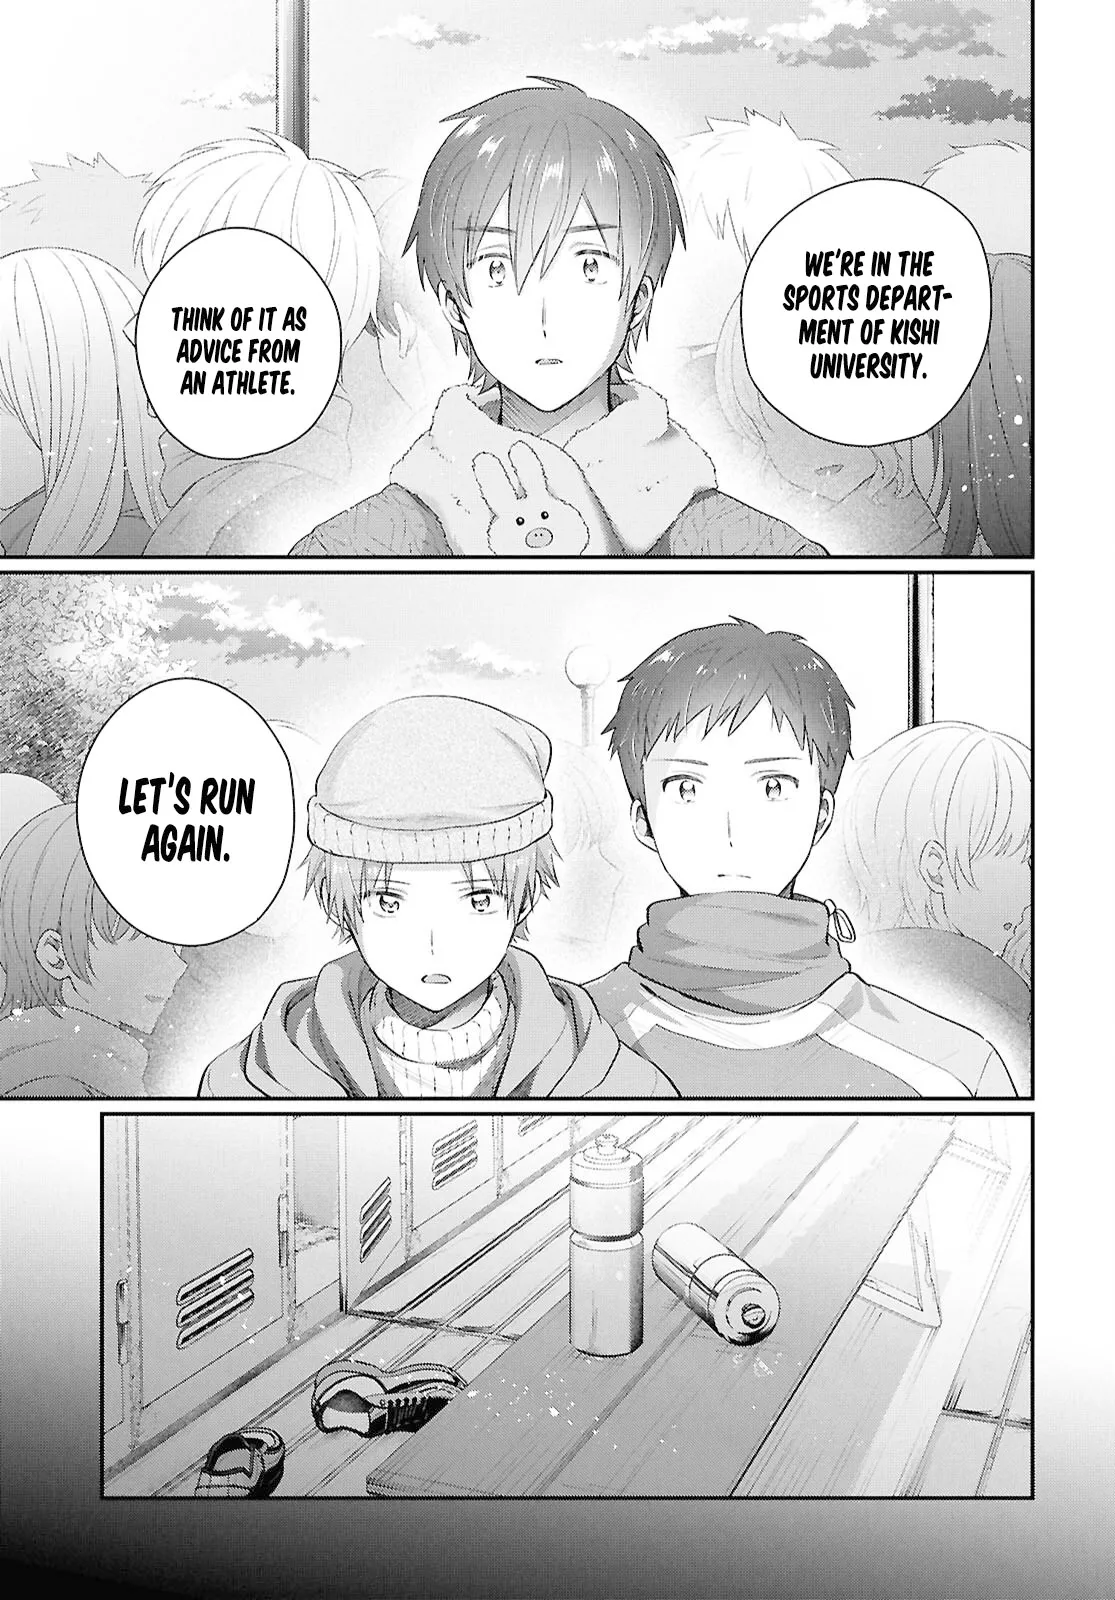 WE'RE IN THE
SPORTS DEPART-
MENT OF KISHI
UNIVERSITY.
THINK OF IT AS
ADVICE FROM
AN ATHLETE.
LET'S RUN
AGAIN.